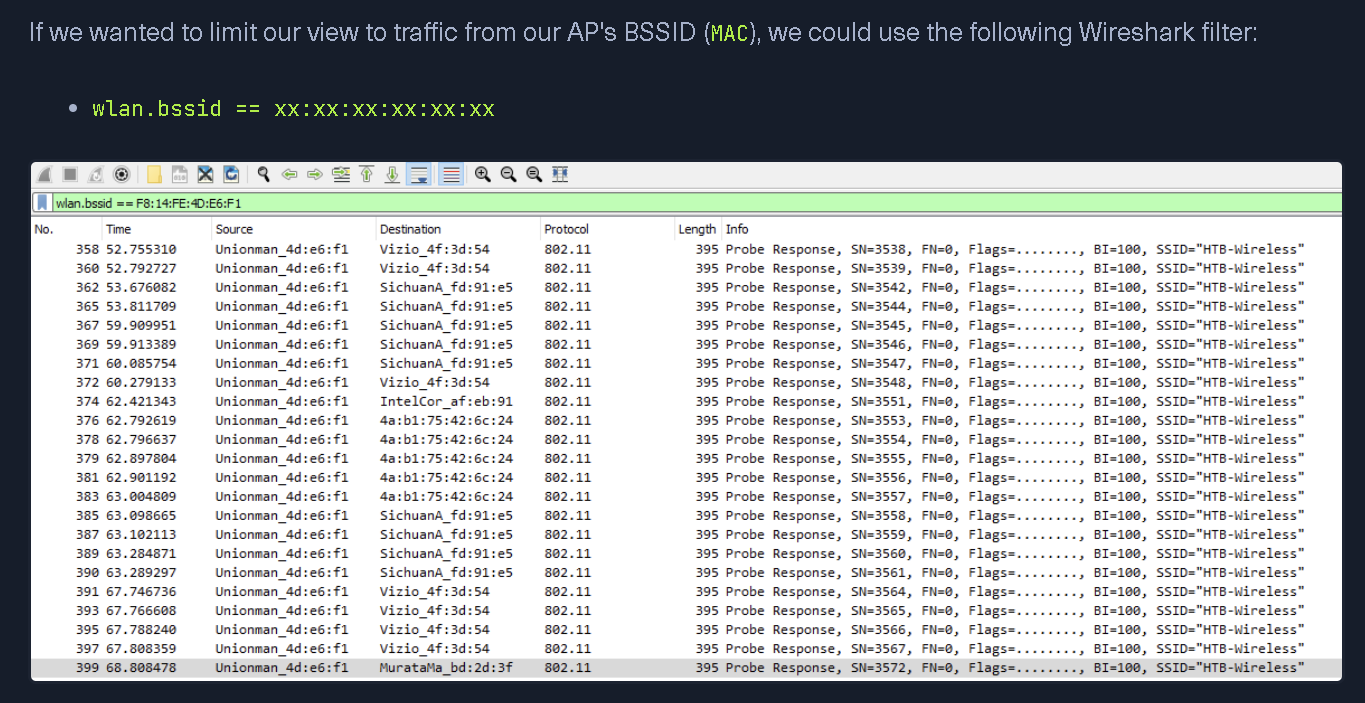 If we wanted to limit our view to traffic from our AP's BSSID (MAC), we could use the following Wireshark filter:
• wlan.bssid == xx:xx:xx:xx:xx:xx
wlan.bssid == F8:14:FE:4D:E6:F1
No. Time Source Destination Protocol Length Info
358 52.755310 Unionman_4d:e6:f1 Vizio_4f:3d:54 802.11 395 Probe Response, SN=3538, FN=0, Flags=........, BI=100, SSID="HTB-Wireless"
360 52.792727 Unionman_4d:e6:f1 Vizio_4f:3d:54 802.11 395 Probe Response, SN=3539, FN=0, Flags=........, BI=100, SSID="HTB-Wireless"
362 53.676082 Unionman_4d:e6:f1 SichuanA_fd:91:e5 802.11 395 Probe Response, SN=3542, FN=0, Flags=........, BI=100, SSID="HTB-Wireless"
365 53.811709 Unionman_4d:e6:f1 SichuanA_fd:91:e5 802.11 395 Probe Response, SN=3544, FN=0, Flags=........, BI=100, SSID="HTB-Wireless"
367 59.909951 Unionman_4d:e6:f1 SichuanA_fd:91:e5 802.11 395 Probe Response, SN=3545, FN=0, Flags=........, BI=100, SSID="HTB-Wireless"
369 59.913389 Unionman_4d:e6:f1 SichuanA_fd:91:e5 802.11 395 Probe Response, SN=3546, FN=0, Flags=........, BI=100, SSID="HTB-Wireless"
371 60.085754 Unionman_4d:e6:f1 SichuanA_fd:91:e5 802.11 395 Probe Response, SN=3547, FN=0, Flags=........, BI=100, SSID="HTB-Wireless"
372 60.279133 Unionman_4d:e6:f1 Vizio_4f:3d:54 802.11 395 Probe Response, SN=3548, FN=0, Flags=........, BI=100, SSID="HTB-Wireless"
374 62.421343 Unionman_4d:e6:f1 IntelCor_af:eb:91 802.11 395 Probe Response, SN=3551, FN=0, Flags=........, BI=100, SSID="HTB-Wireless"
376 62.792619 Unionman_4d:e6:f1 4a:b1:75:42:6c:24 802.11 395 Probe Response, SN=3553, FN=0, Flags=........, BI=100, SSID="HTB-Wireless"
378 62.796637 Unionman_4d:e6:f1 4a:b1:75:42:6c:24 802.11 395 Probe Response, SN=3554, FN=0, Flags=........, BI=100, SSID="HTB-Wireless"
379 62.897804 Unionman_4d:e6:f1 4a:b1:75:42:6c:24 802.11 395 Probe Response, SN=3555, FN=0, Flags=........, BI=100, SSID="HTB-Wireless"
381 62.901192 Unionman_4d:e6:f1 4a:b1:75:42:6c:24 802.11 395 Probe Response, SN=3556, FN=0, Flags=........, BI=100, SSID="HTB-Wireless"
383 63.004809 Unionman_4d:e6:f1 4a:b1:75:42:6c:24 802.11 395 Probe Response, SN=3557, FN=0, Flags=........, BI=100, SSID="HTB-Wireless"
385 63.098665 Unionman_4d:e6:f1 SichuanA_fd:91:e5 802.11 395 Probe Response, SN=3558, FN=0, Flags=........, BI=100, SSID="HTB-Wireless"
387 63.102113 Unionman_4d:e6:f1 SichuanA_fd:91:e5 802.11 395 Probe Response, SN=3559, FN=0, Flags=........, BI=100, SSID="HTB-Wireless"
389 63.284871 Unionman_4d:e6:f1 SichuanA_fd:91:e5 802.11 395 Probe Response, SN=3560, FN=0, Flags=........, BI=100, SSID="HTB-Wireless"
390 63.289297 Unionman_4d:e6:f1 SichuanA_fd:91:e5 802.11 395 Probe Response, SN=3561, FN=0, Flags=........, BI=100, SSID="HTB-Wireless"
391 67.746736 Unionman_4d:e6:f1 Vizio_4f:3d:54 802.11 395 Probe Response, SN=3564, FN=0, Flags=........, BI=100, SSID="HTB-Wireless"
393 67.766608 Unionman_4d:e6:f1 Vizio_4f:3d:54 802.11 395 Probe Response, SN=3565, FN=0, Flags=........, BI=100, SSID="HTB-Wireless"
395 67.788240 Unionman_4d:e6:f1 Vizio_4f:3d:54 802.11 395 Probe Response, SN=3566, FN=0, Flags=........, BI=100, SSID="HTB-Wireless"
397 67.808359 Unionman_4d:e6:f1 Vizio_4f:3d:54 802.11 395 Probe Response, SN=3567, FN=0, Flags=........, BI=100, SSID="HTB-Wireless"
399 68.808478 Unionman_4d:e6:f1 MurataMa_bd:2d:3f 802.11 395 Probe Response, SN=3572, FN=0, Flags=........, BI=100, SSID="HTB-Wireless"